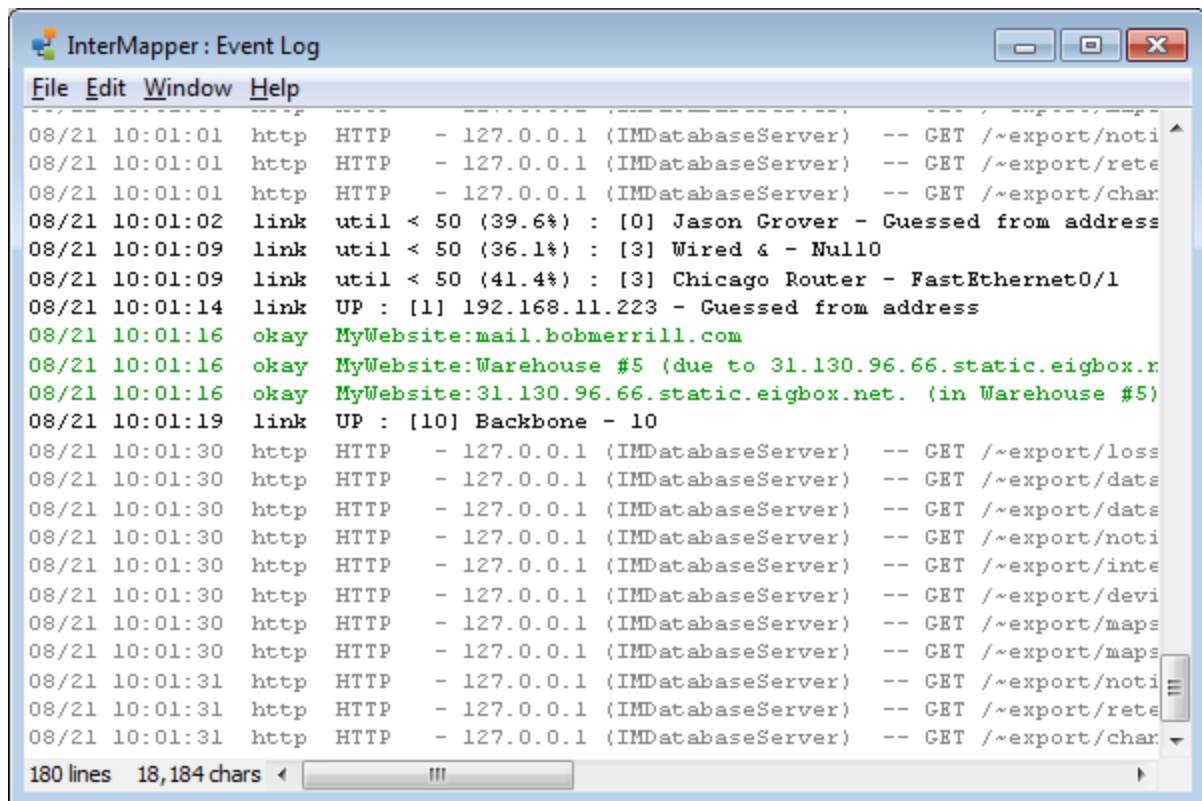 InterMapper : Event Log
File Edit Window Help
08/21 10:01:01 http HTTP - 127.0.0.1 (IMDatabaseServer) -- GET /~export/noti
08/21 10:01:01 http HTTP - 127.0.0.1 (IMDatabaseServer) -- GET /~export/rete
08/21 10:01:01 http HTTP - 127.0.0.1 (IMDatabaseServer) -- GET /~export/chan
08/21 10:01:02 link util < 50 (39.6%) : [0] Jason Grover - Guessed from address
08/21 10:01:09 link util < 50 (36.1%) : [3] Wired & - Null0
08/21 10:01:09 link util < 50 (41.4%) : [3] Chicago Router - FastEthernet0/1
08/21 10:01:14 link UP : [1] 192.168.11.223 - Guessed from address
08/21 10:01:16 okay MyWebsite:mail.bobmerrill.com
08/21 10:01:16 okay MyWebsite:Warehouse #5 (due to 31.130.96.66.static.eigbox.n
08/21 10:01:16 okay MyWebsite:31.130.96.66.static.eigbox.net. (in Warehouse #5)
08/21 10:01:19 link UP : [10] Backbone - 10
08/21 10:01:30 http HTTP - 127.0.0.1 (IMDatabaseServer) -- GET /~export/loss
08/21 10:01:30 http HTTP - 127.0.0.1 (IMDatabaseServer) -- GET /~export/data
08/21 10:01:30 http HTTP - 127.0.0.1 (IMDatabaseServer) -- GET /~export/data
08/21 10:01:30 http HTTP - 127.0.0.1 (IMDatabaseServer) -- GET /~export/noti
08/21 10:01:30 http HTTP - 127.0.0.1 (IMDatabaseServer) -- GET /~export/inte
08/21 10:01:30 http HTTP - 127.0.0.1 (IMDatabaseServer) -- GET /~export/devi
08/21 10:01:30 http HTTP - 127.0.0.1 (IMDatabaseServer) -- GET /~export/maps
08/21 10:01:30 http HTTP - 127.0.0.1 (IMDatabaseServer) -- GET /~export/maps
08/21 10:01:31 http HTTP - 127.0.0.1 (IMDatabaseServer) -- GET /~export/noti
08/21 10:01:31 http HTTP - 127.0.0.1 (IMDatabaseServer) -- GET /~export/rete
08/21 10:01:31 http HTTP - 127.0.0.1 (IMDatabaseServer) -- GET /~export/chan
180 lines 18,184 chars